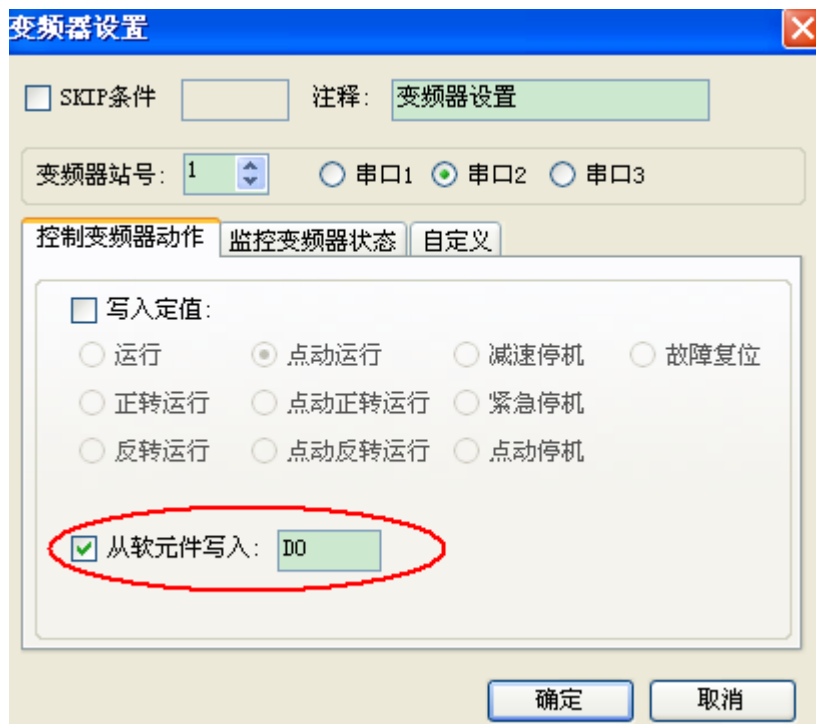 变频器设置
SKIP条件 注释: 变频器设置
变频器站号: 1 串口1 串口2 串口3
控制变频器动作 监控变频器状态 自定义
写入定值:
运行 点动运行 减速停机 故障复位
正转运行 点动正转运行 紧急停机
反转运行 点动反转运行 点动停机
从软元件写入: D0
确定 取消